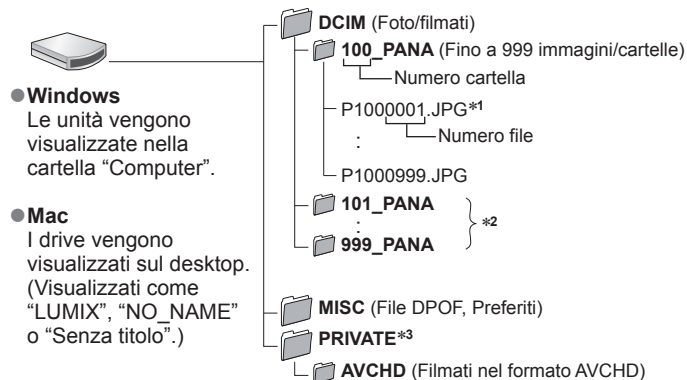 ● Windows
Le unità vengono
visualizzate nella
cartella “Computer”.
● Mac
I drive vengono
visualizzati sul desktop.
(Visualizzati come
“LUMIX”, “NO_NAME”
o “Senza titolo”.)
DCIM (Foto/filmati)
100_PANA (Fino a 999 immagini/cartelle)
Numero cartella
P1000001.JPG*1
Numero file
:
P1000999.JPG
101_PANA
: *2
999_PANA
MISC (File DPOF, Preferiti)
PRIVATE*3
AVCHD (Filmati nel formato AVCHD)